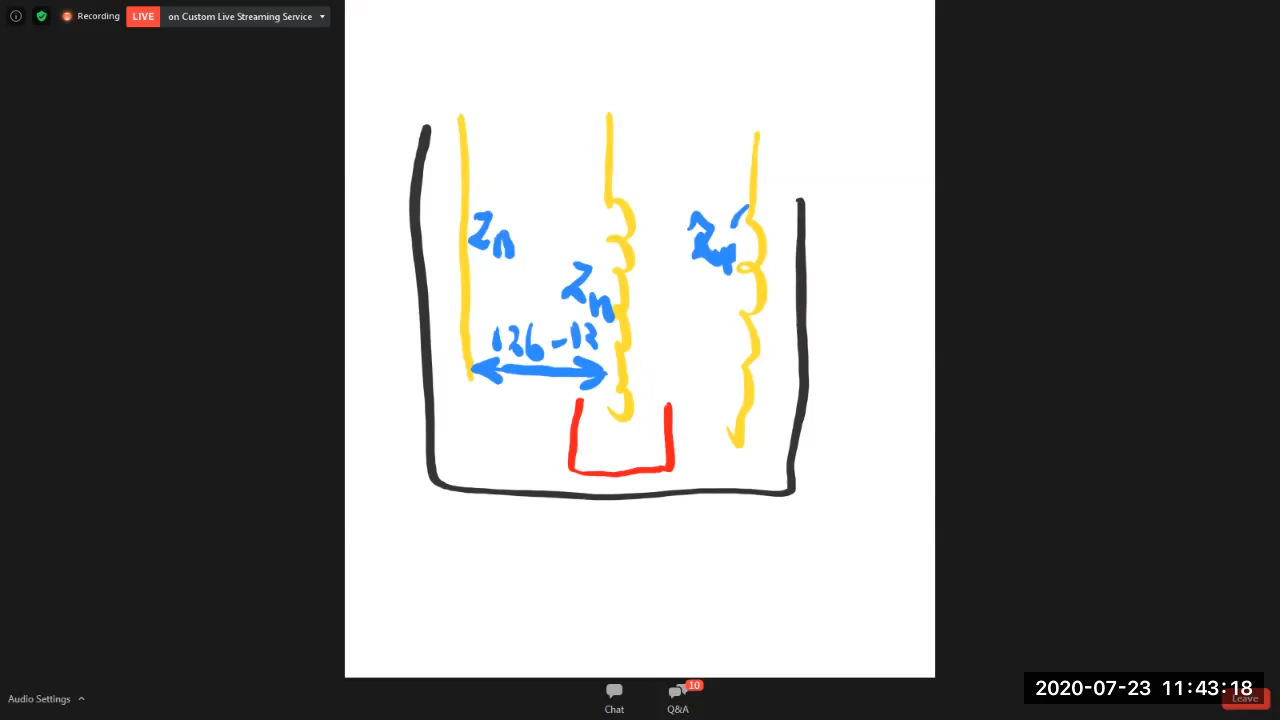 Recording LIVE on Custom Live Streaming Service
Zn
Zn
126-12
Audio Settings
Chat
10
Q&A
2020-07-23 11:43:18
Leave